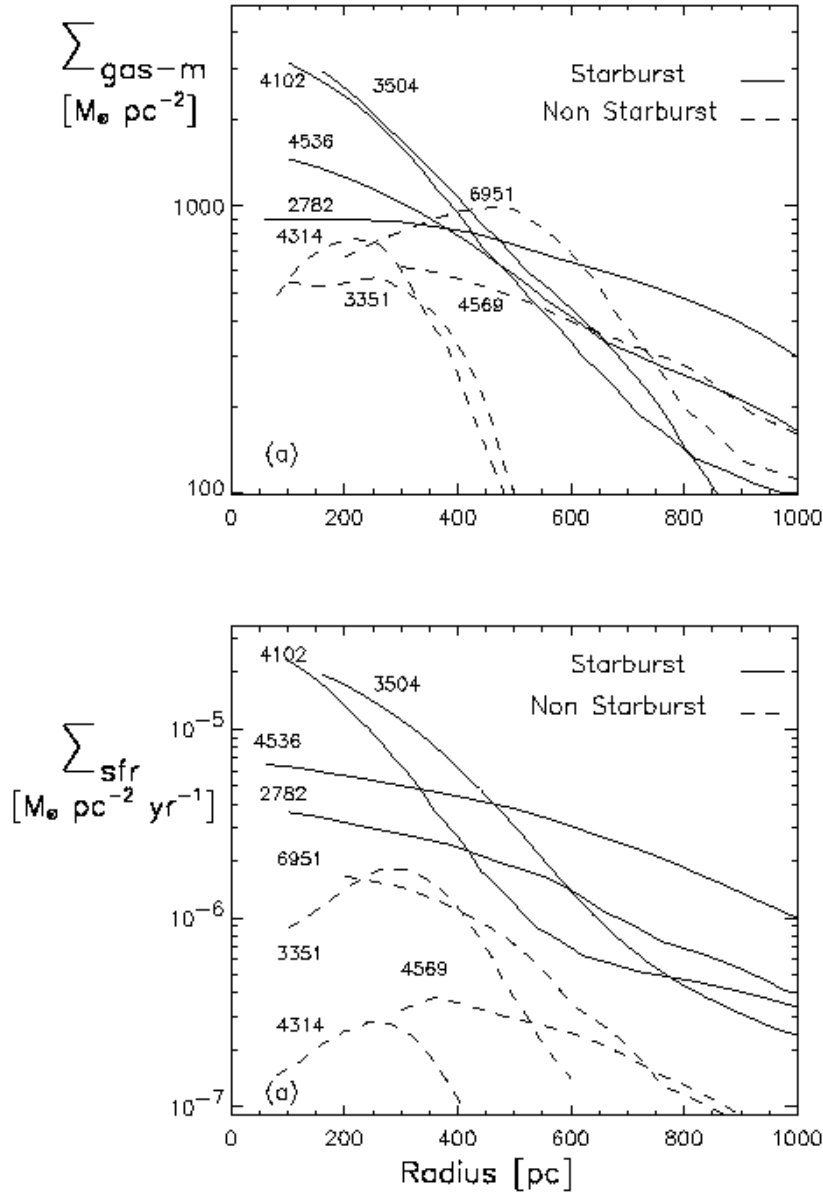 Σgas−m
[M⊙ pc⁻²]
1000
100
4102
3504
4536
2782
4314
3351
6951
4569
Starburst
Non Starburst
(a)
0 200 400 600 800 1000
Σsfr
[M⊙ pc⁻² yr⁻¹]
10⁻⁵
10⁻⁶
10⁻⁷
4102
3504
4536
2782
6951
3351
4569
4314
Starburst
Non Starburst
(a)
0 200 400 600 800 1000
Radius [pc]